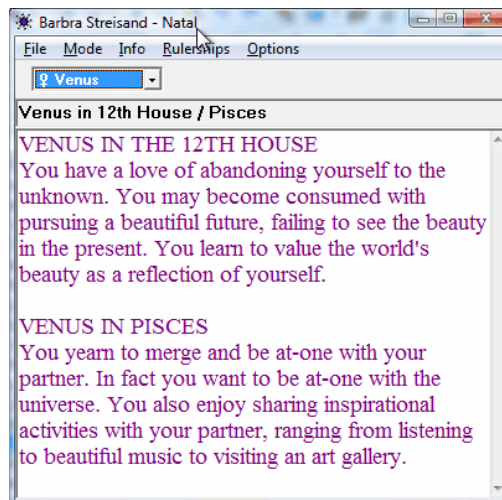 Barbra Streisand - Natal
File Mode Info Rulerships Options
♀ Venus
Venus in 12th House / Pisces
VENUS IN THE 12TH HOUSE
You have a love of abandoning yourself to the
unknown. You may become consumed with
pursuing a beautiful future, failing to see the beauty
in the present. You learn to value the world's
beauty as a reflection of yourself.
VENUS IN PISCES
You yearn to merge and be at-one with your
partner. In fact you want to be at-one with the
universe. You also enjoy sharing inspirational
activities with your partner, ranging from listening
to beautiful music to visiting an art gallery.